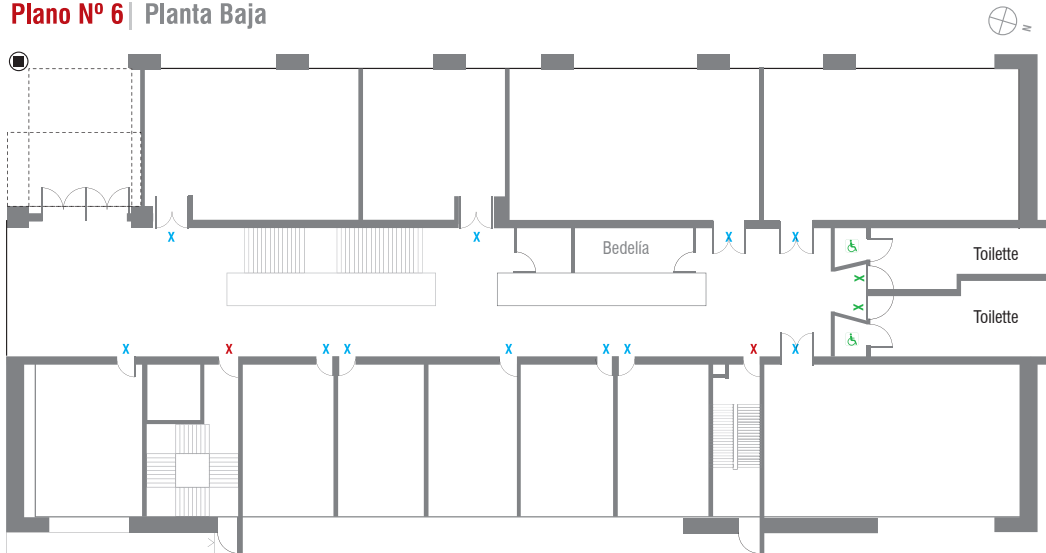 Plano Nº 6 | Planta Baja
N
X X X X
Bedelía
Toilette
X
X
Toilette
X X X X X X X X X